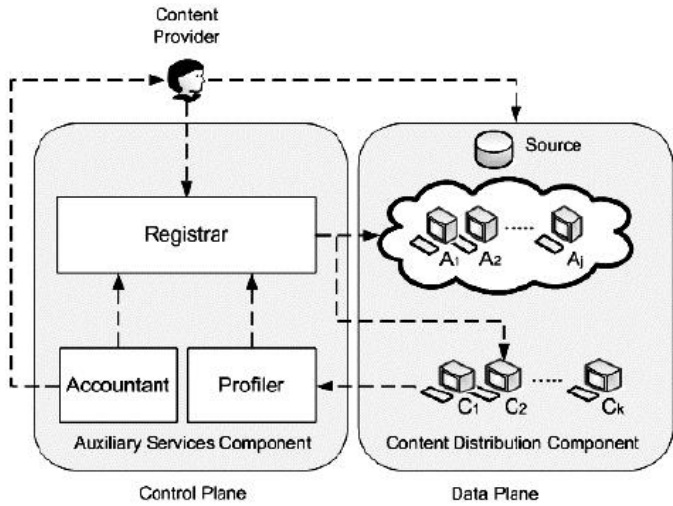 Content
Provider
Source
Registrar
A1 A2 ..... Aj
Accountant
Profiler
C1 C2 ..... Ck
Auxiliary Services Component
Content Distribution Component
Control Plane
Data Plane